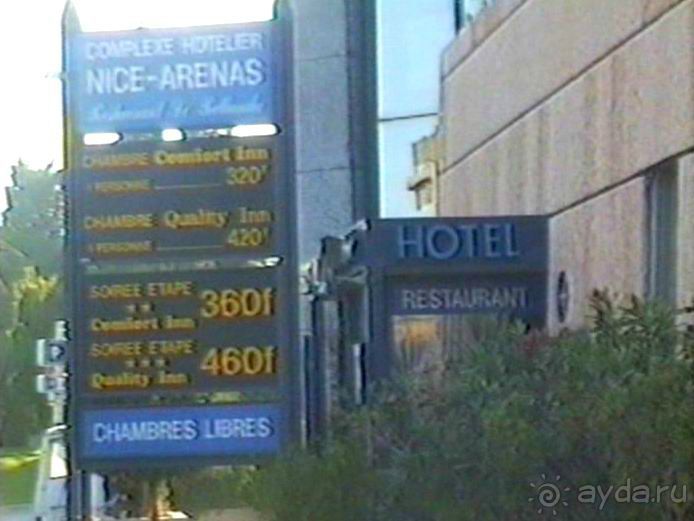 COMPLEXE HOTELIER
NICE-ARENAS
Restaurant
CHAMBRE Comfort Inn
1 PERSONNE 320F
CHAMBRE Quality Inn
1 PERSONNE 420F
SOIREE ETAPE
★★ 360f
Comfort Inn
SOIREE ETAPE
★★★ 460f
Quality Inn
CHAMBRES LIBRES
HOTEL
RESTAURANT
ayda.ru